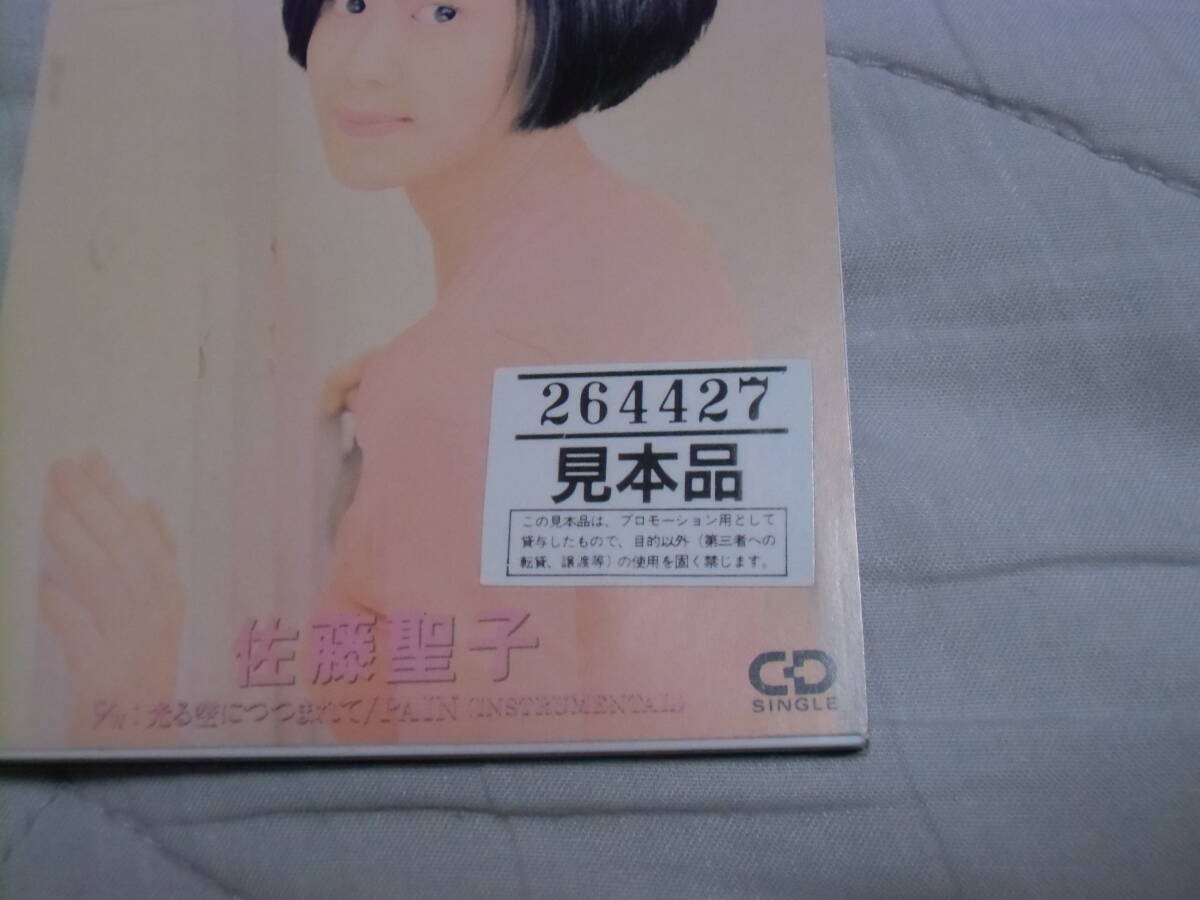 264427
見本品
この見本品は、プロモーション用として
貸与したもので、目的以外（第三者への
転貸、譲渡等）の使用を固く禁じます。
佐藤聖子
C/W：光る空につつまれて/PAIN (INSTRUMENTAL)
CD
SINGLE